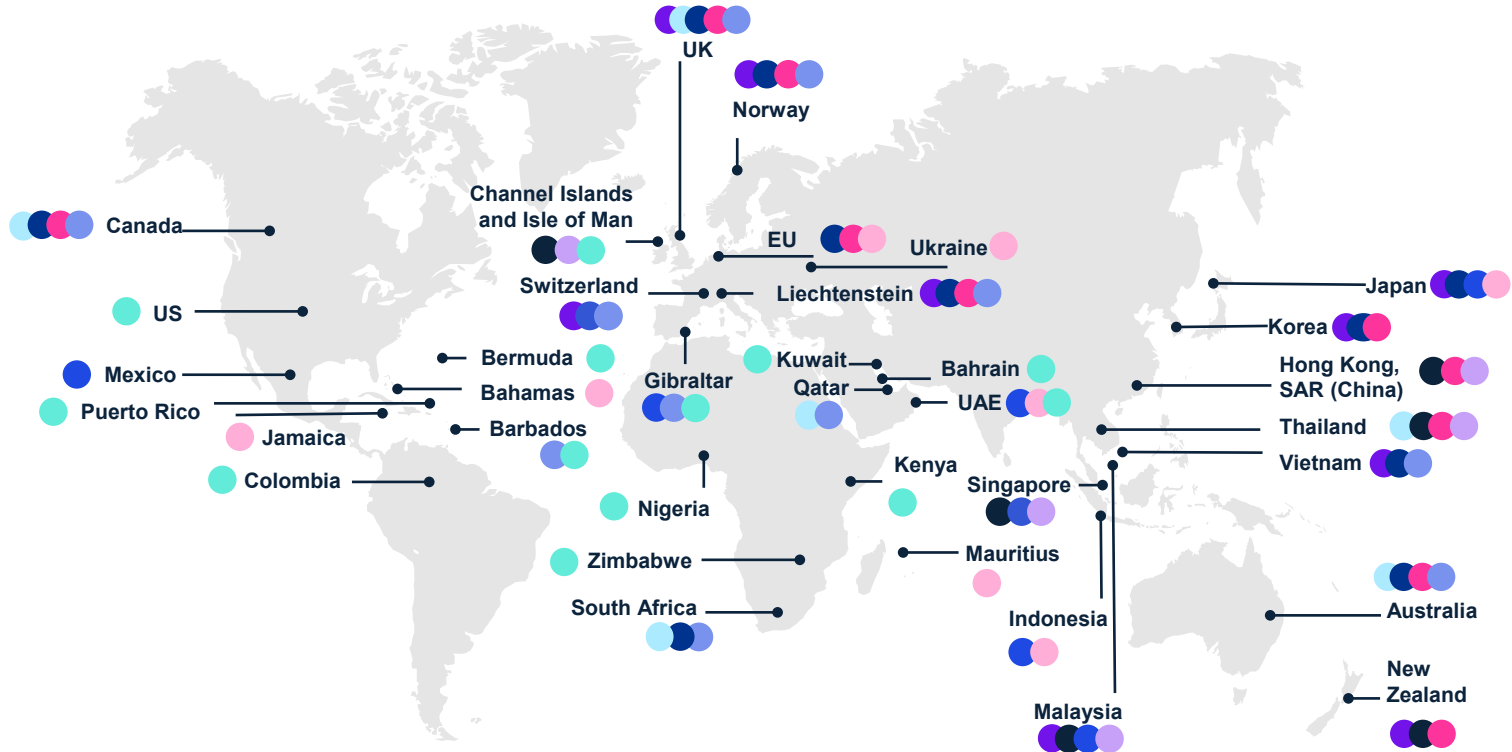 UK
Norway
Channel Islands
and Isle of Man
Canada
EU
Ukraine
Switzerland
Liechtenstein
Japan
US
Korea
Bermuda
Kuwait
Bahrain
Hong Kong,
SAR (China)
Mexico
Bahamas
Gibraltar
Qatar
UAE
Puerto Rico
Jamaica
Barbados
Thailand
Vietnam
Colombia
Kenya
Singapore
Nigeria
Zimbabwe
Mauritius
South Africa
Indonesia
Australia
New
Zealand
Malaysia